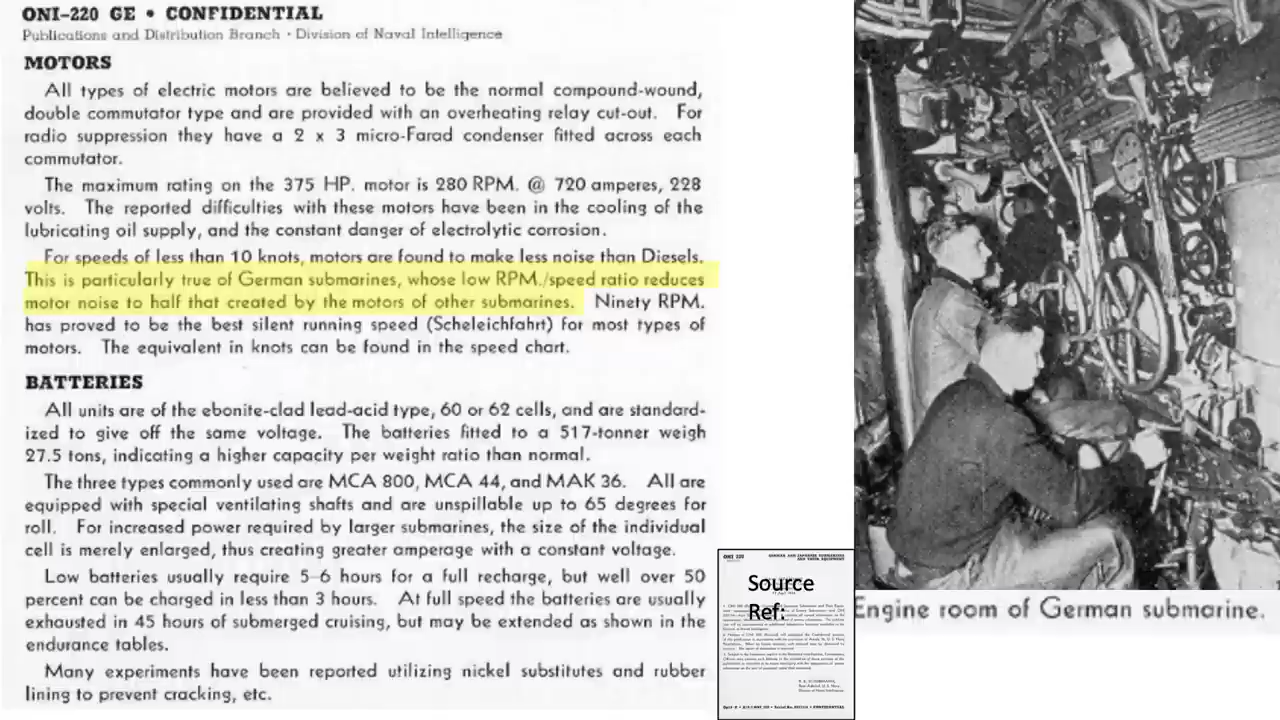 ONI-220 GE • CONFIDENTIAL
Publications and Distribution Branch · Division of Naval Intelligence
MOTORS
All types of electric motors are believed to be the normal compound-wound,
double commutator type and are provided with an overheating relay cut-out. For
radio suppression they have a 2 x 3 micro-Farad condenser fitted across each
commutator.
The maximum rating on the 375 HP. motor is 280 RPM. @ 720 amperes, 228
volts. The reported difficulties with these motors have been in the cooling of the
lubricating oil supply, and the constant danger of electrolytic corrosion.
For speeds of less than 10 knots, motors are found to make less noise than Diesels.
This is particularly true of German submarines, whose low RPM./speed ratio reduces
motor noise to half that created by the motors of other submarines. Ninety RPM.
has proved to be the best silent running speed (Scheleichfahrt) for most types of
motors. The equivalent in knots can be found in the speed chart.
BATTERIES
All units are of the ebonite-clad lead-acid type, 60 or 62 cells, and are standard-
ized to give off the same voltage. The batteries fitted to a 517-tonner weigh
27.5 tons, indicating a higher capacity per weight ratio than normal.
The three types commonly used are MCA 800, MCA 44, and MAK 36. All are
equipped with special ventilating shafts and are unspillable up to 65 degrees for
roll. For increased power required by larger submarines, the size of the individual
cell is merely enlarged, thus creating greater amperage with a constant voltage.
Low batteries usually require 5-6 hours for a full recharge, but well over 50
percent can be charged in less than 3 hours. At full speed the batteries are usually
exhausted in 45 hours of submerged cruising, but may be extended as shown in the
endurance tables.
Many experiments have been reported utilizing nickel substitutes and rubber
lining to prevent cracking, etc.
Engine room of German submarine.
ONI 220
GERMAN AND JAPANESE SUBMARINES
AND THEIR EQUIPMENT
Source
Ref: